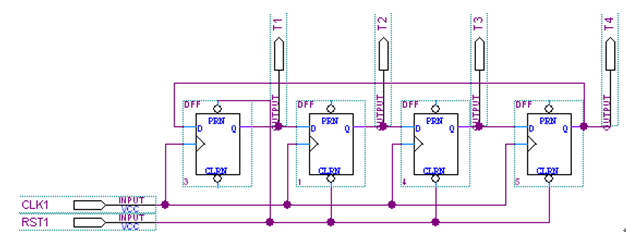 T1 T2 T3 T4
OUTPUT OUTPUT OUTPUT OUTPUT
DFF DFF DFF DFF
PRN PRN PRN PRN
D Q D Q D Q D Q
CLRN CLRN CLRN CLRN
3 1 4 5
CLK1 INPUT
VCC
RST1 INPUT
VCC